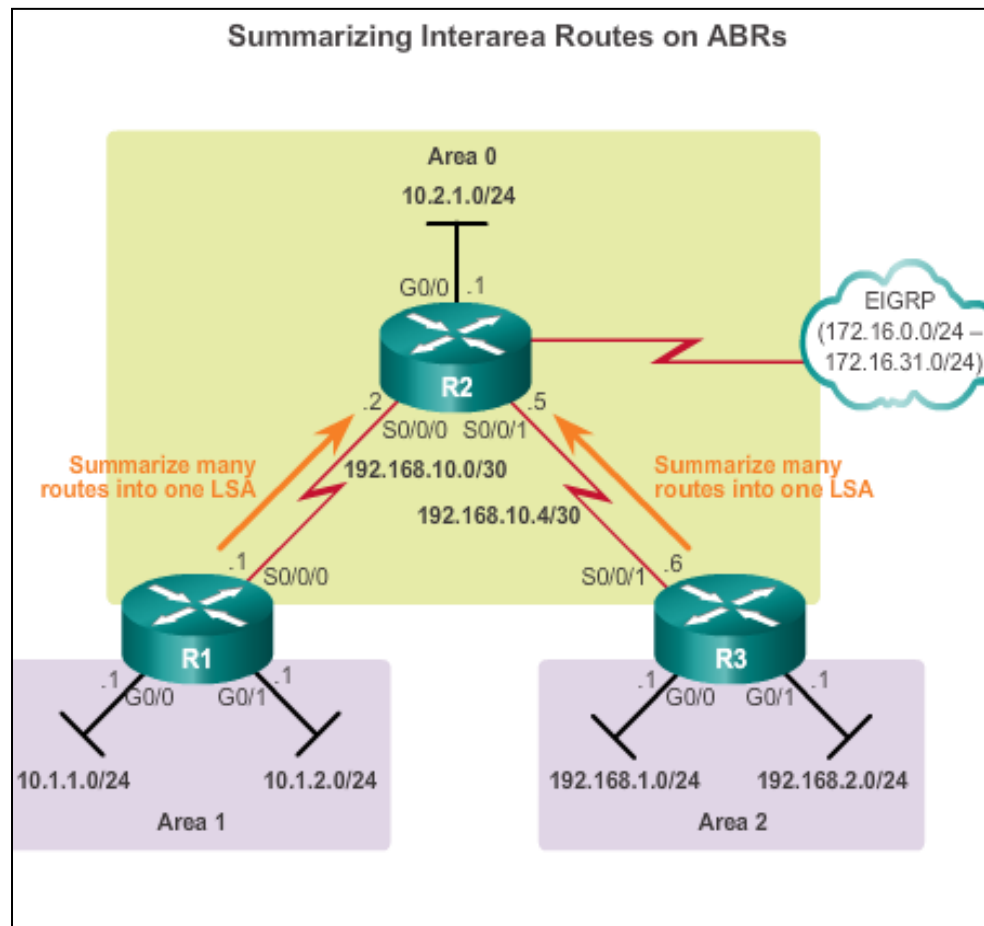 Summarizing Interarea Routes on ABRs
Area 0
10.2.1.0/24
G0/0
.1
EIGRP
(172.16.0.0/24 –
172.16.31.0/24)
R2
.2
.5
S0/0/0
S0/0/1
Summarize many
routes into one LSA
192.168.10.0/30
Summarize many
routes into one LSA
192.168.10.4/30
.1
S0/0/0
S0/0/1
.6
R1
R3
.1
G0/0
G0/1
.1
.1
G0/0
G0/1
.1
10.1.1.0/24
10.1.2.0/24
192.168.1.0/24
192.168.2.0/24
Area 1
Area 2